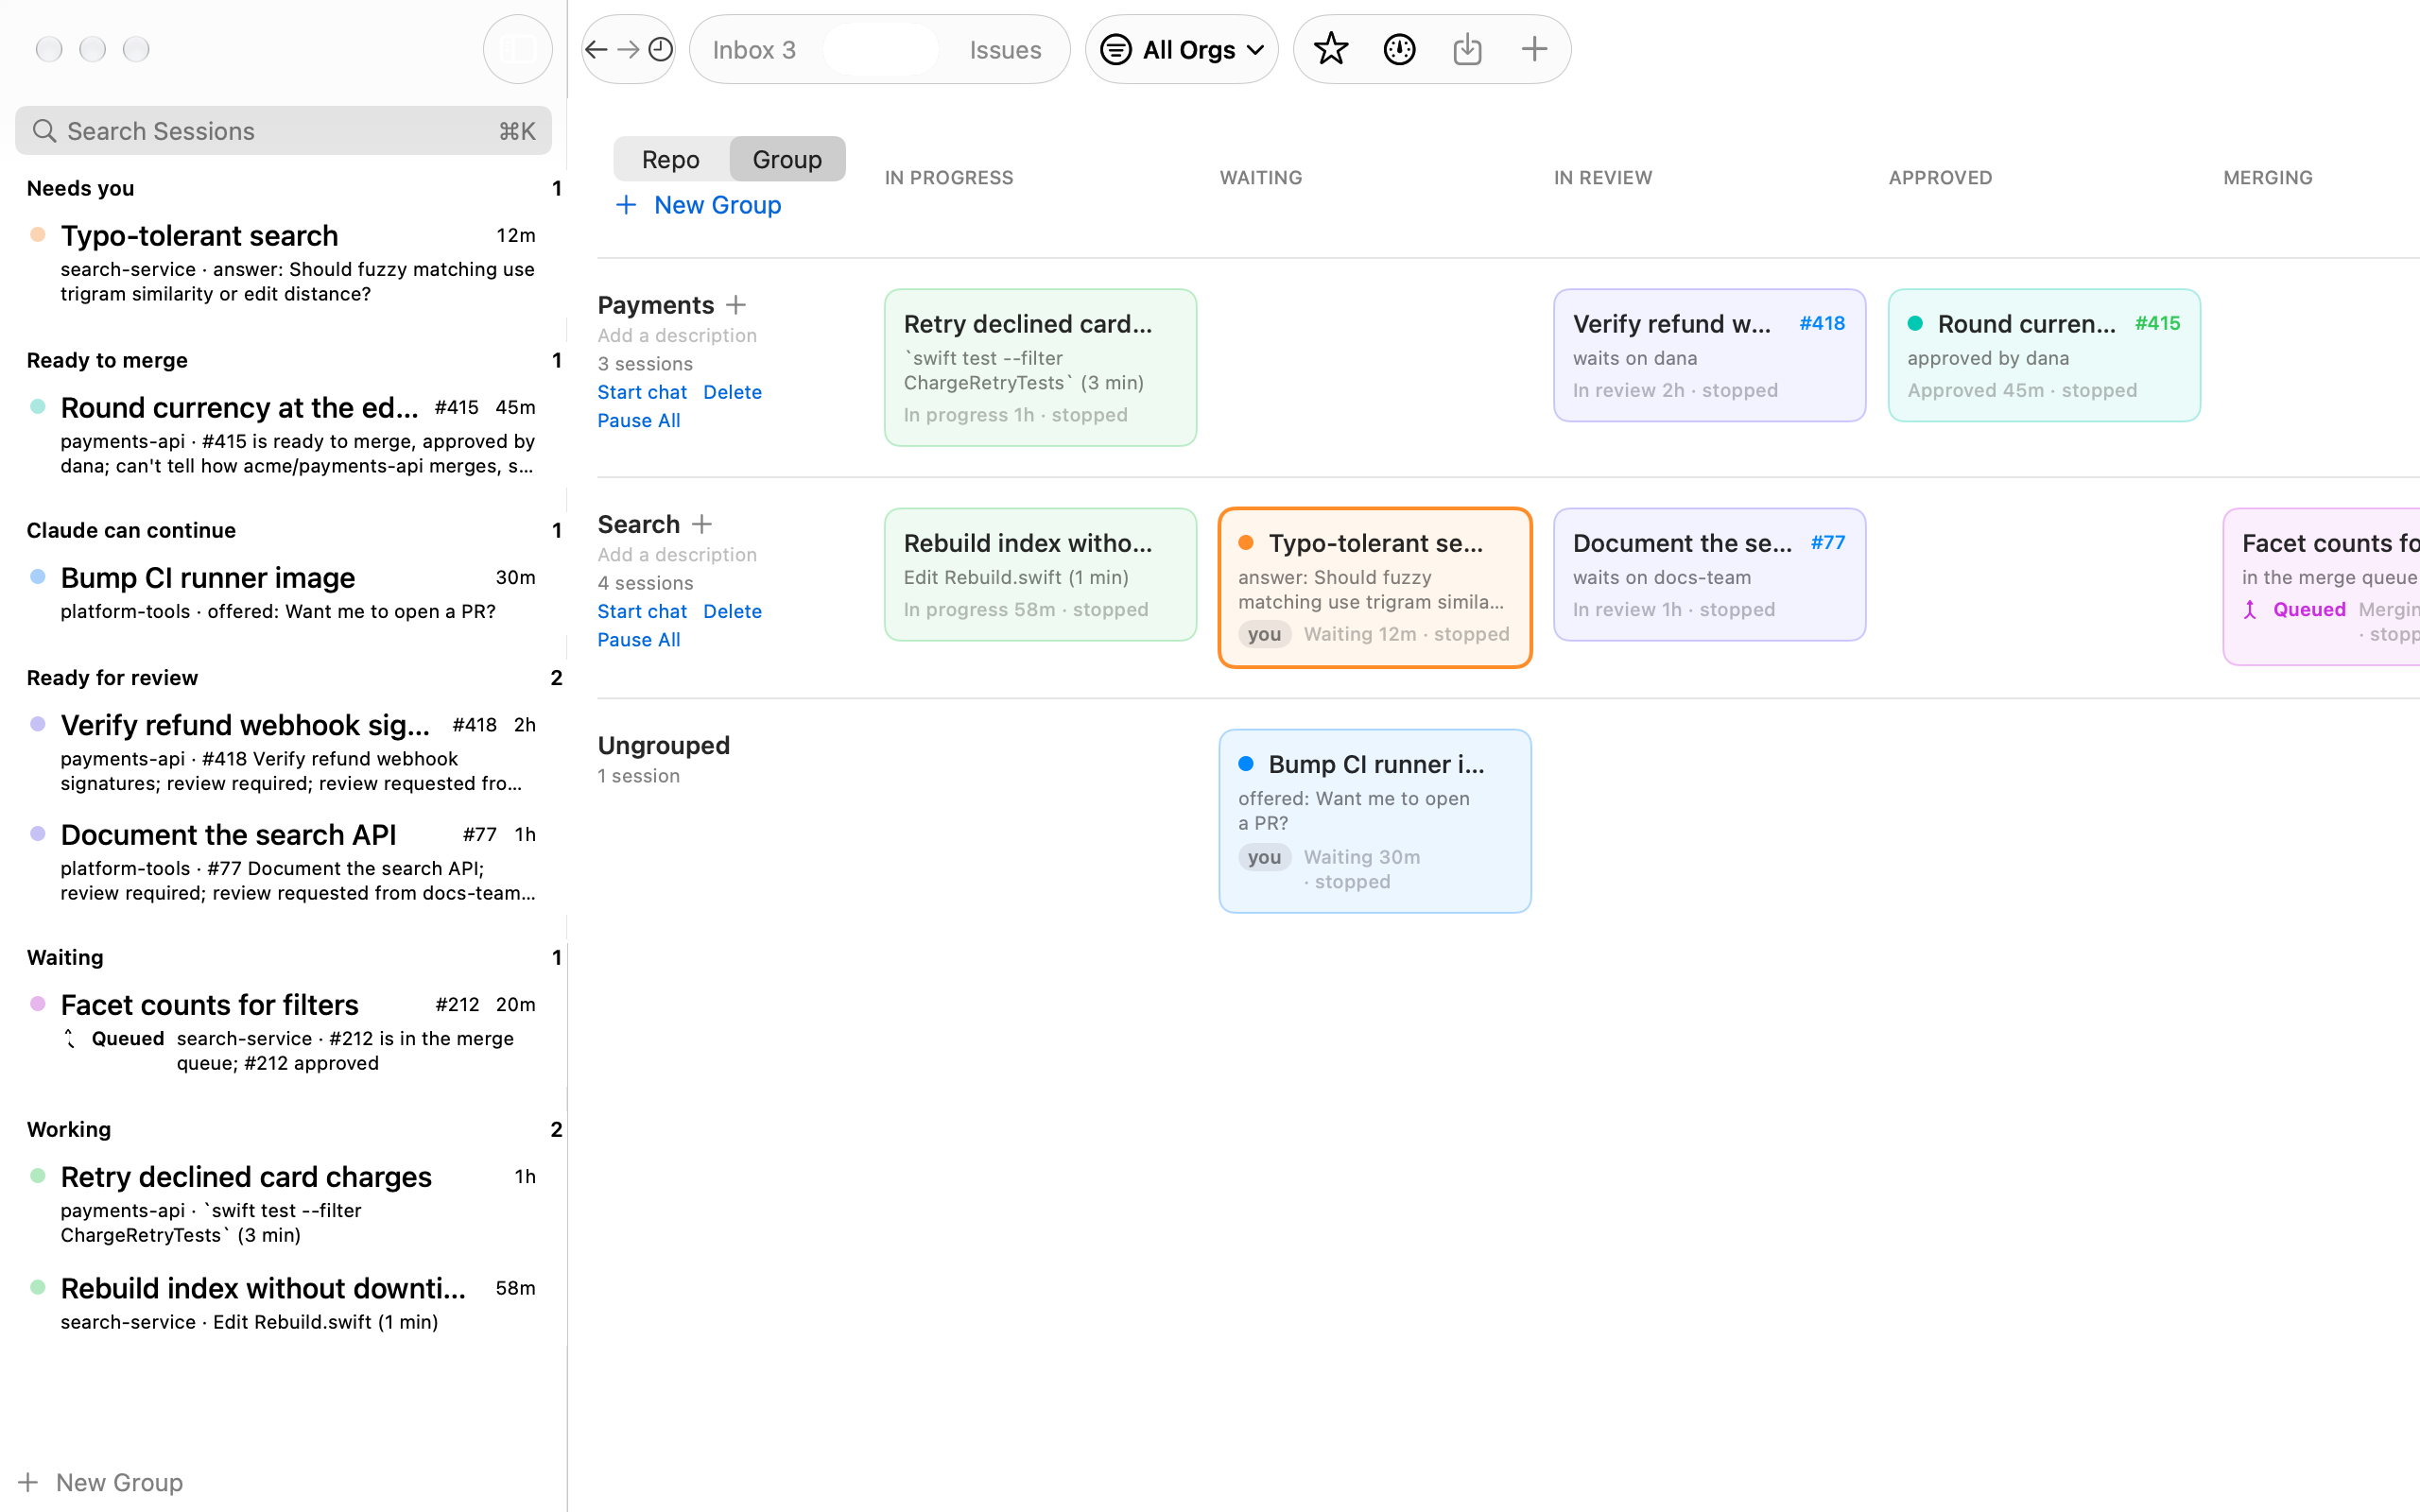 Inbox 3
Issues
All Orgs
Search Sessions
⌘K
Needs you
1
Typo-tolerant search
12m
search-service · answer: Should fuzzy matching use
trigram similarity or edit distance?
Ready to merge
1
Round currency at the ed...
#415
45m
payments-api · #415 is ready to merge, approved by
dana; can't tell how acme/payments-api merges, s...
Claude can continue
1
Bump CI runner image
30m
platform-tools · offered: Want me to open a PR?
Ready for review
2
Verify refund webhook sig...
#418
2h
payments-api · #418 Verify refund webhook
signatures; review required; review requested fro...
Document the search API
#77
1h
platform-tools · #77 Document the search API;
review required; review requested from docs-team...
Waiting
1
Facet counts for filters
#212
20m
Queued
search-service · #212 is in the merge
queue; #212 approved
Working
2
Retry declined card charges
1h
payments-api · `swift test --filter
ChargeRetryTests` (3 min)
Rebuild index without downti...
58m
search-service · Edit Rebuild.swift (1 min)
New Group
Repo
Group
New Group
IN PROGRESS
WAITING
IN REVIEW
APPROVED
MERGING
Payments
Add a description
3 sessions
Start chat
Delete
Pause All
Retry declined card...
`swift test --filter
ChargeRetryTests` (3 min)
In progress 1h · stopped
Verify refund w...
#418
waits on dana
In review 2h · stopped
Round curren...
#415
approved by dana
Approved 45m · stopped
Search
Add a description
4 sessions
Start chat
Delete
Pause All
Rebuild index witho...
Edit Rebuild.swift (1 min)
In progress 58m · stopped
Typo-tolerant se...
answer: Should fuzzy
matching use trigram simila...
you
Waiting 12m · stopped
Document the se...
#77
waits on docs-team
In review 1h · stopped
Facet counts fo
in the merge queue
Queued
Mergin
· stopp
Ungrouped
1 session
Bump CI runner i...
offered: Want me to open
a PR?
you
Waiting 30m
· stopped